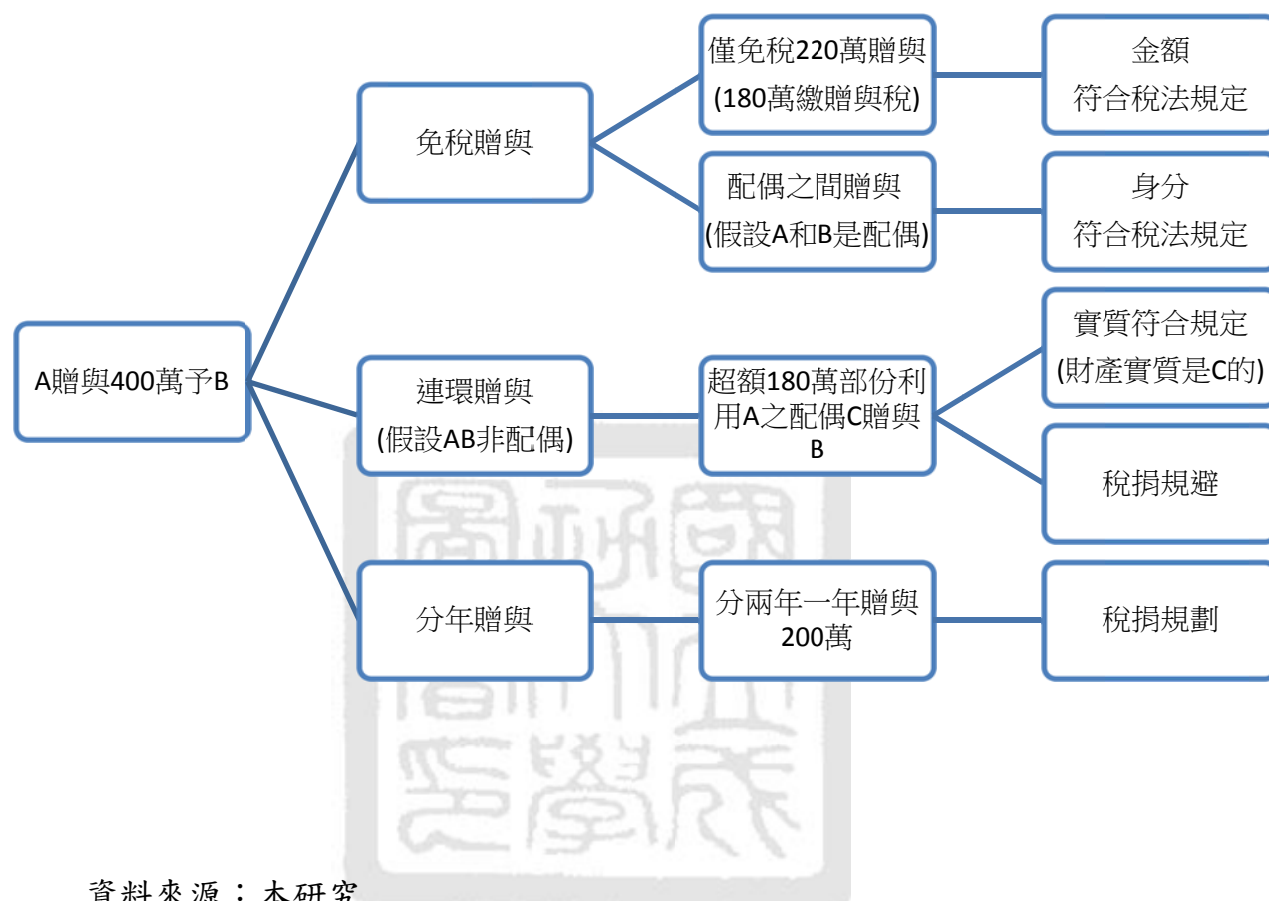 A贈與400萬予B
免稅贈與
僅免稅220萬贈與
(180萬繳贈與稅)
金額
符合稅法規定
配偶之間贈與
(假設A和B是配偶)
身分
符合稅法規定
連環贈與
(假設AB非配偶)
超額180萬部份利
用A之配偶C贈與
B
實質符合規定
(財產實質是C的)
稅捐規避
分年贈與
分兩年一年贈與
200萬
稅捐規劃
資料來源：本研究